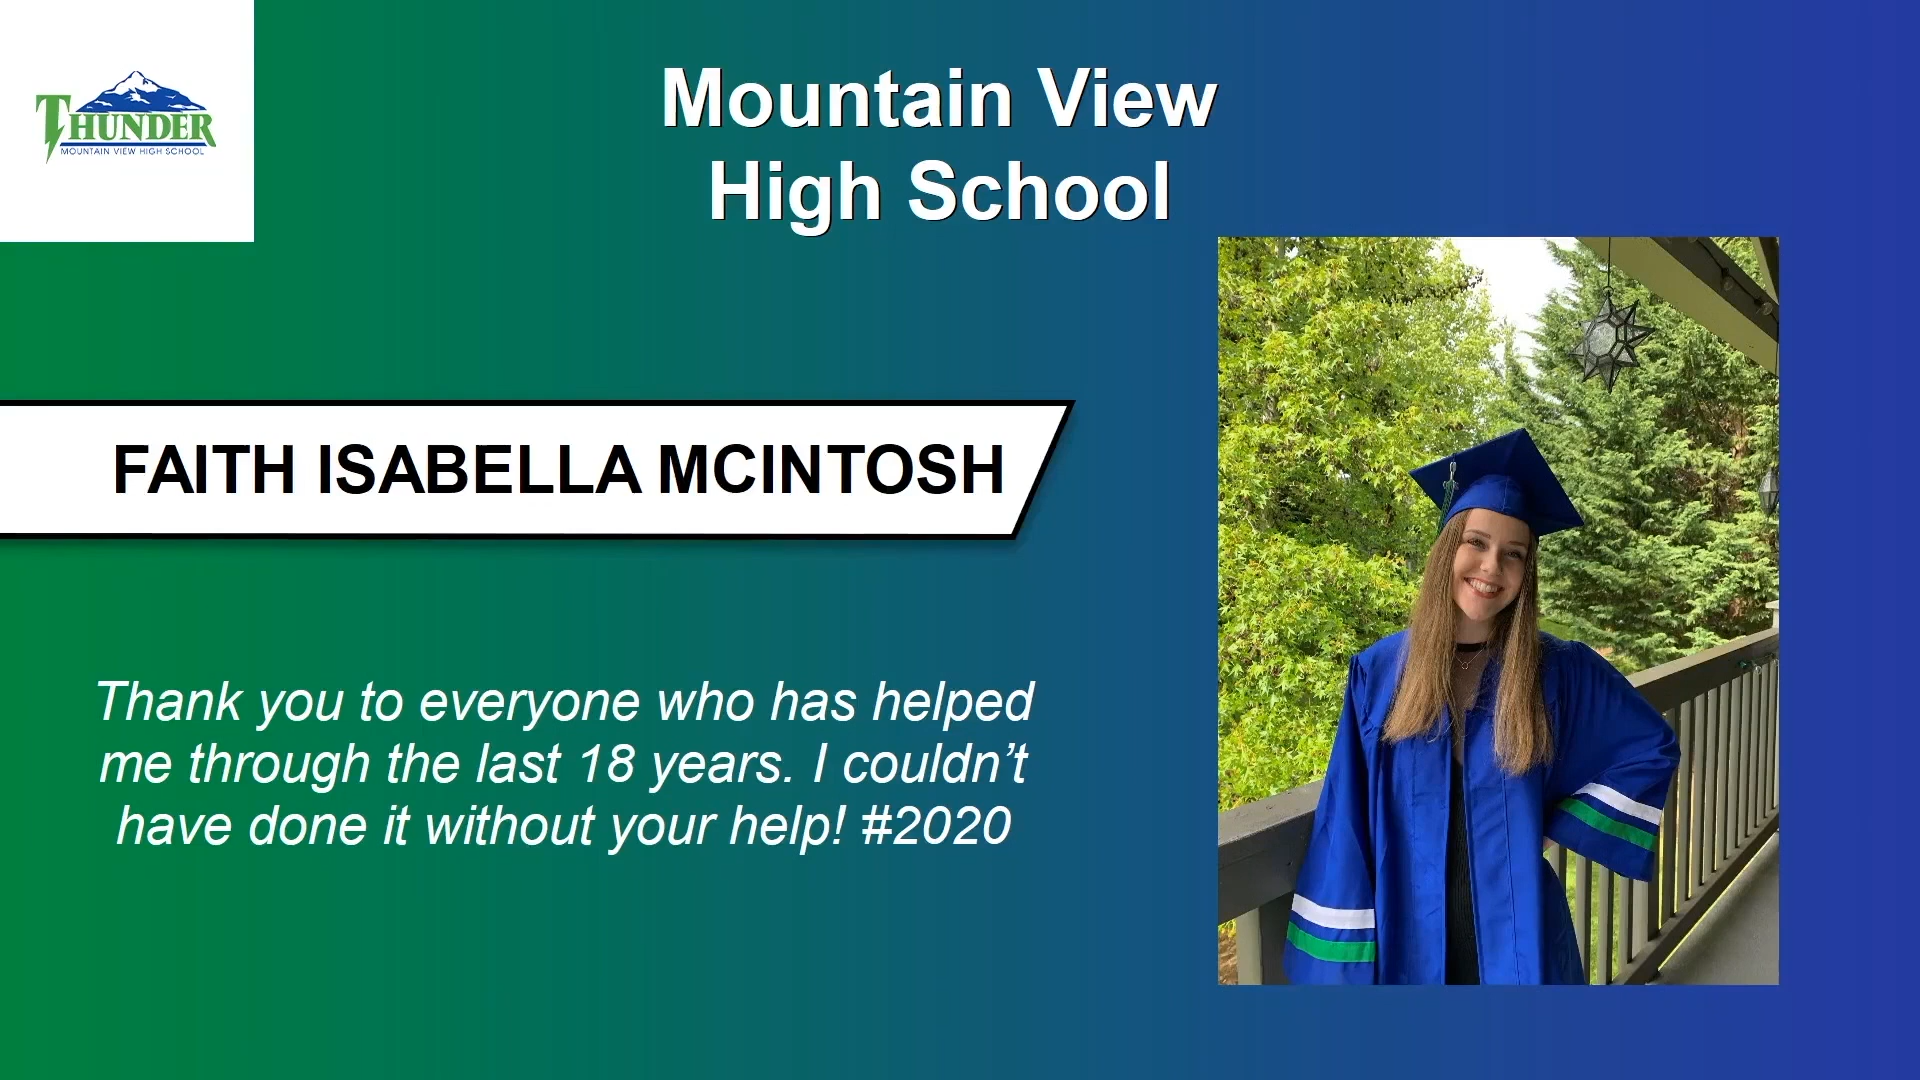 THUNDER
MOUNTAIN VIEW HIGH SCHOOL
Mountain View
High School
FAITH ISABELLA MCINTOSH
Thank you to everyone who has helped
me through the last 18 years. I couldn’t
have done it without your help! #2020